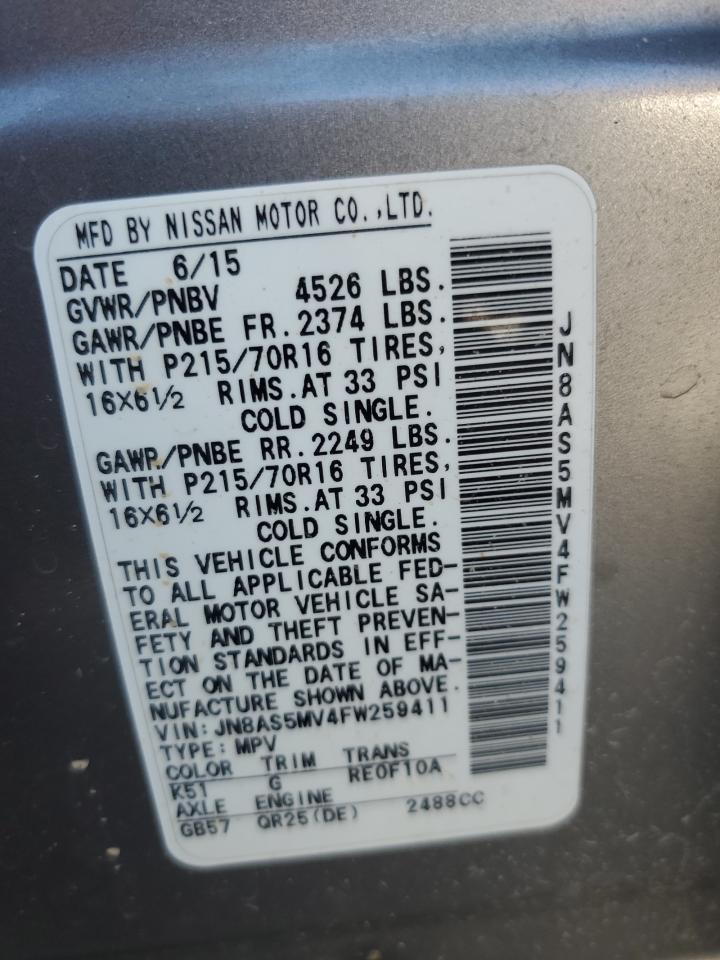 MFD BY NISSAN MOTOR CO.,LTD.
DATE 6/15
GVWR/PNBV 4526 LBS.
GAWR/PNBE FR. 2374 LBS.
WITH P215/70R16 TIRES,
16X6 1/2 RIMS. AT 33 PSI
COLD SINGLE.
GAWR/PNBE RR. 2249 LBS.
WITH P215/70R16 TIRES,
16X6 1/2 RIMS. AT 33 PSI
COLD SINGLE.
THIS VEHICLE CONFORMS
TO ALL APPLICABLE FED-
ERAL MOTOR VEHICLE SA-
FETY AND THEFT PREVEN-
TION STANDARDS IN EFF-
ECT ON THE DATE OF MA-
NUFACTURE SHOWN ABOVE.
VIN: JN8AS5MV4FW259411
TYPE: MPV
COLOR TRIM TRANS
K51 G RE0F10A
AXLE ENGINE
GB57 QR25(DE) 2488CC
JN8AS5MV4FW259411